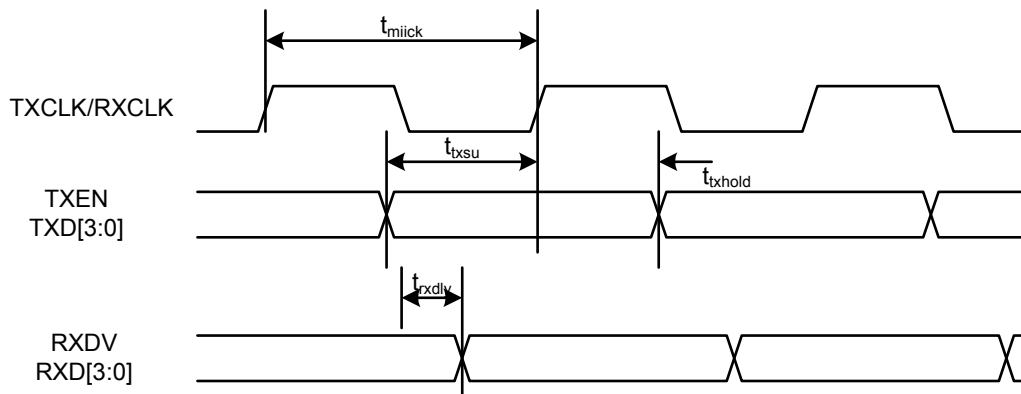 tmiick
TXCLK/RXCLK
ttxsu
ttxhold
TXEN
TXD[3:0]
trxdly
RXDV
RXD[3:0]